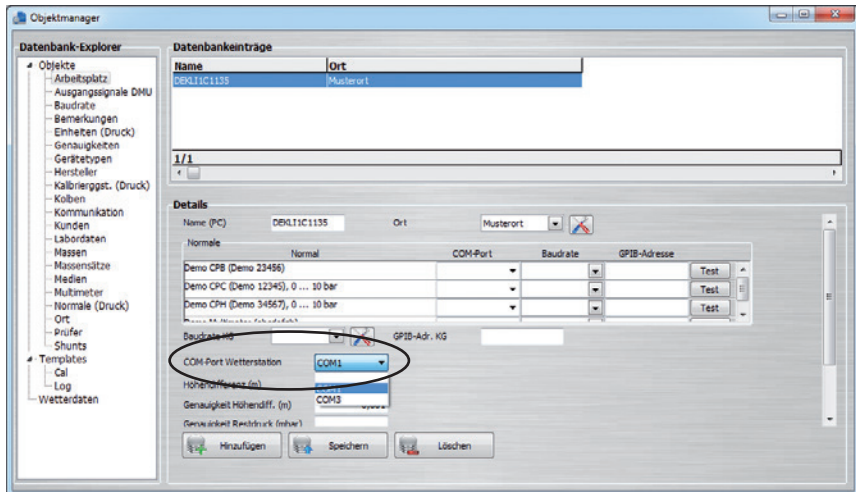 Objektmanager
Datenbank-Explorer
Objekte
Arbeitsplatz
Ausgangssignale DMU
Baudrate
Bemerkungen
Einheiten (Druck)
Genauigkeiten
Gerätetypen
Hersteller
Kalibrierggst. (Druck)
Kolben
Kommunikation
Kunden
Labordaten
Massen
Massensätze
Medien
Multimeter
Normale (Druck)
Ort
Prüfer
Shunts
Templates
Cal
Log
Wetterdaten
Datenbankeinträge
Name Ort
DEKLI1C1135 Musterort
1/1
Details
Name (PC) DEKLI1C1135 Ort Musterort
Normale
Normal COM-Port Baudrate GPIB-Adresse
Demo CPB (Demo 23456) Test
Demo CPC (Demo 12345), 0 ... 10 bar Test
Demo CPH (Demo 34567), 0 ... 10 bar Test
Baudrate KG GPIB-Adr. KG
COM-Port Wetterstation COM1
Höhendifferenz (m)
COM3
Genauigkeit Höhendiff. (m)
Genauigkeit Restdruck (mbar)
Hinzufügen Speichern Löschen